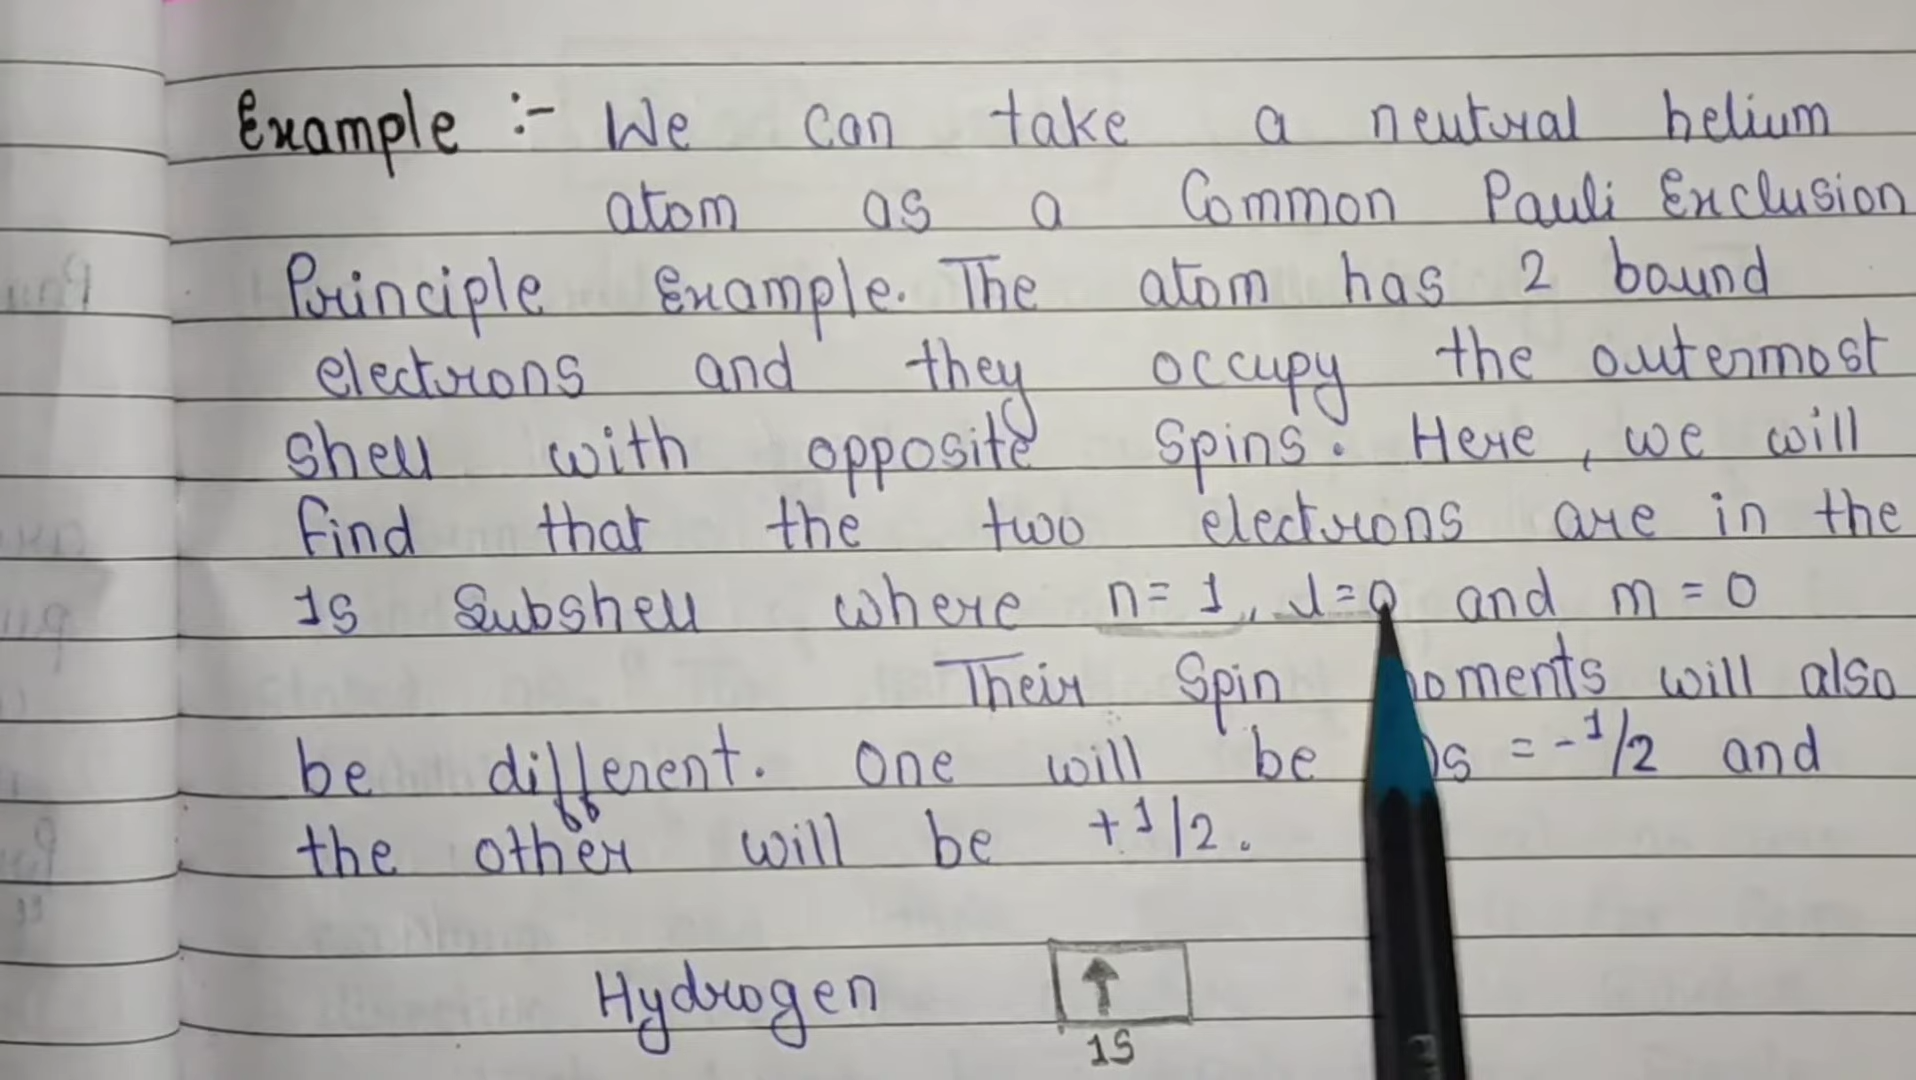 Example :- We can take a neutral helium
atom as a Common Pauli Exclusion
Principle Example. The atom has 2 bound
electrons and they occupy the outermost
shell with opposite spins. Here, we will
find that the two electrons are in the
1s Subshell where n=1, l=0 and m=0
Their Spin moments will also
be different. One will be ms = -1/2 and
the other will be +1/2.
Hydrogen ↑
1S